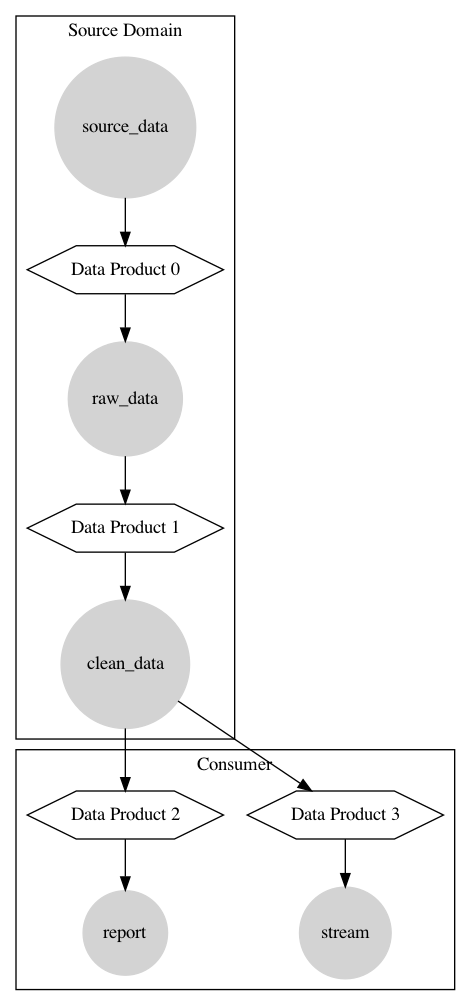 Source Domain
source_data
Data Product 0
raw_data
Data Product 1
clean_data
Consumer
Data Product 2
Data Product 3
report
stream